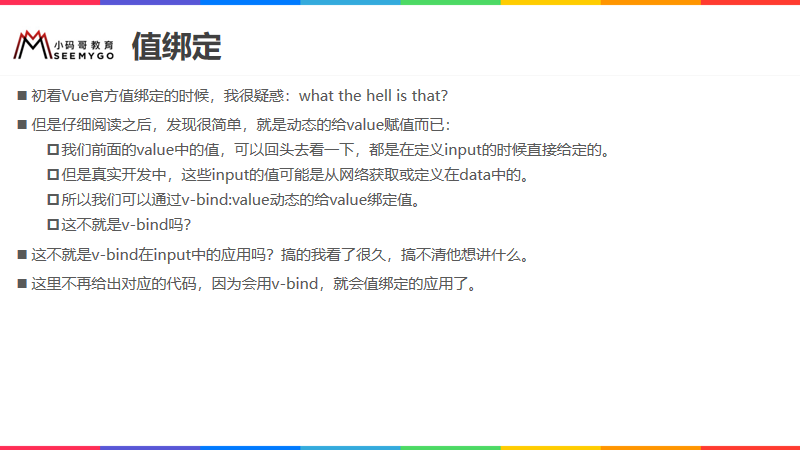 小码哥教育
SEEMYGO
值绑定
初看Vue官方值绑定的时候，我很疑惑：what the hell is that?
但是仔细阅读之后，发现很简单，就是动态的给value赋值而已：
我们前面的value中的值，可以回头去看一下，都是在定义input的时候直接给定的。
但是真实开发中，这些input的值可能是从网络获取或定义在data中的。
所以我们可以通过v-bind:value动态的给value绑定值。
这不就是v-bind吗?
这不就是v-bind在input中的应用吗？搞的我看了很久，搞不清他想讲什么。
这里不再给出对应的代码，因为会用v-bind，就会值绑定的应用了。